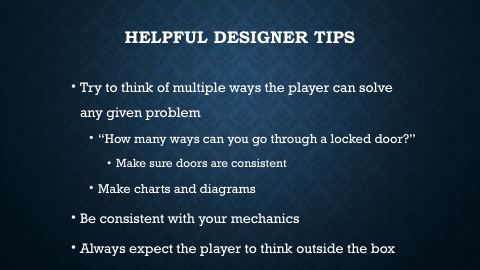 HELPFUL DESIGNER TIPS
• Try to think of multiple ways the player can solve
any given problem
• “How many ways can you go through a locked door?”
• Make sure doors are consistent
• Make charts and diagrams
• Be consistent with your mechanics
• Always expect the player to think outside the box